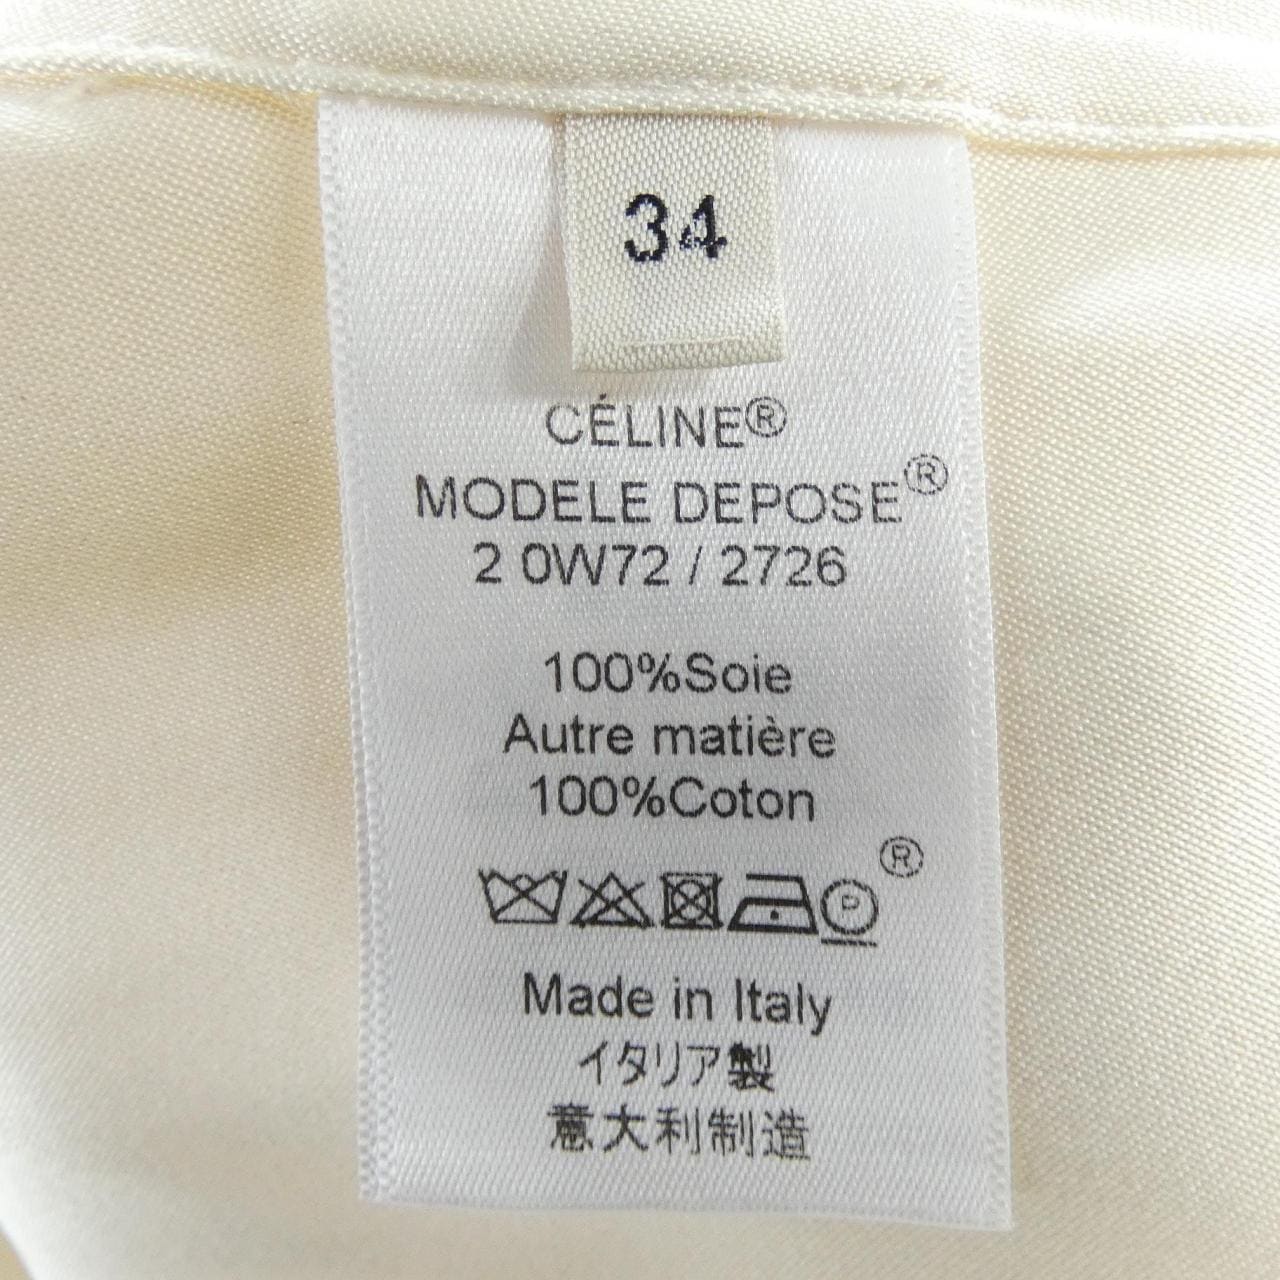 34
CÉLINE®
MODELE DEPOSE®
2 0W72 / 2726
100%Soie
Autre matière
100%Coton
P ®
Made in Italy
イタリア製
意大利制造